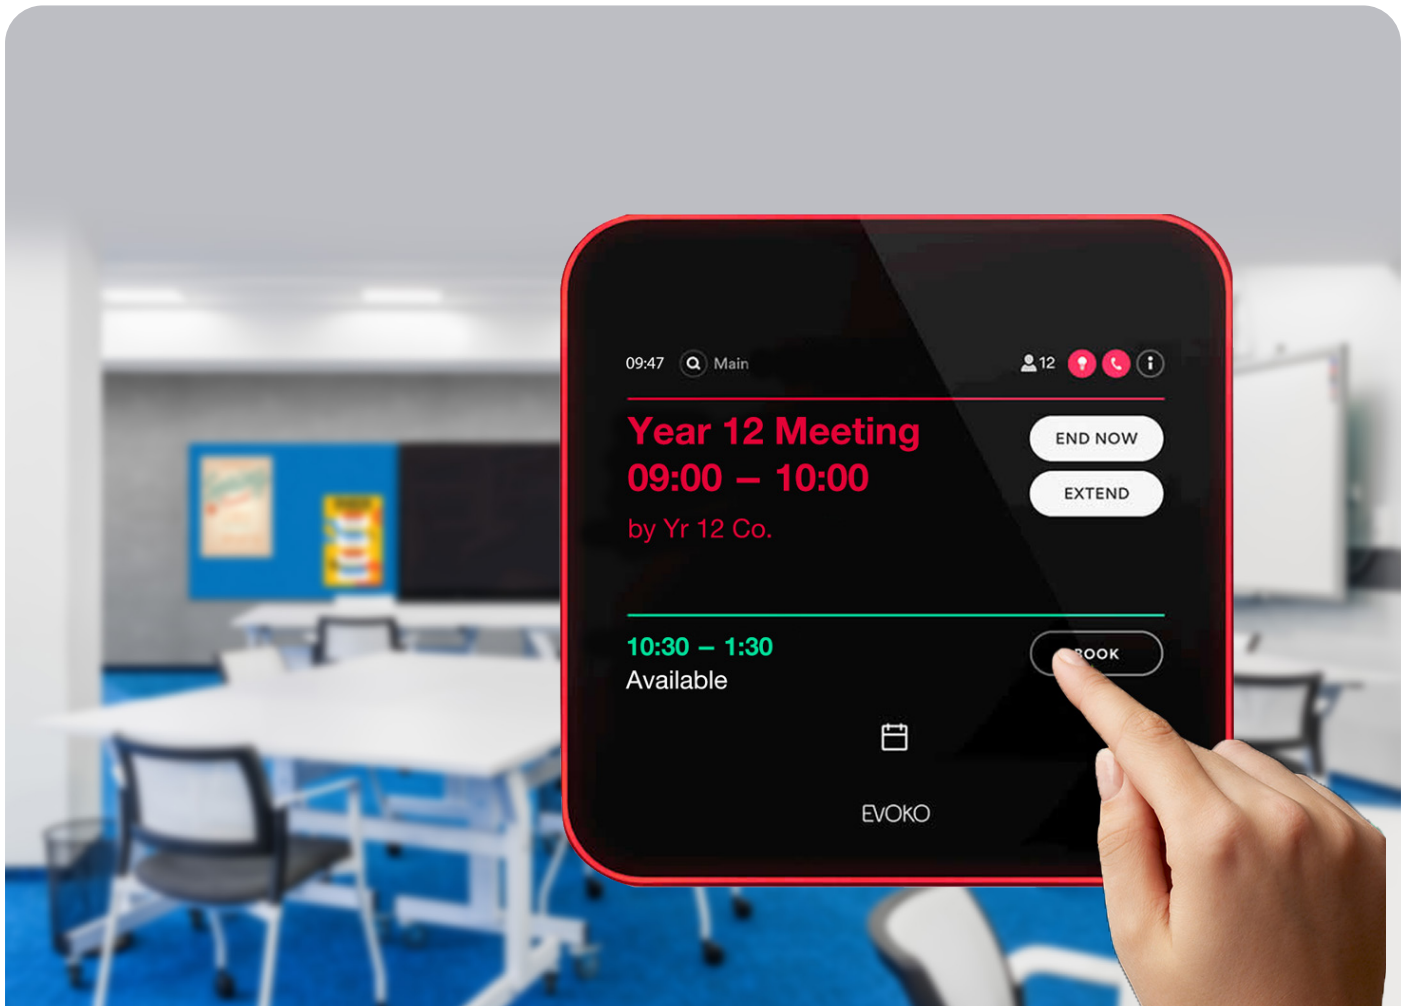 09:47 Main 12
Year 12 Meeting
09:00 – 10:00
END NOW
EXTEND
by Yr 12 Co.
10:30 – 1:30
Available
BOOK
EVOKO